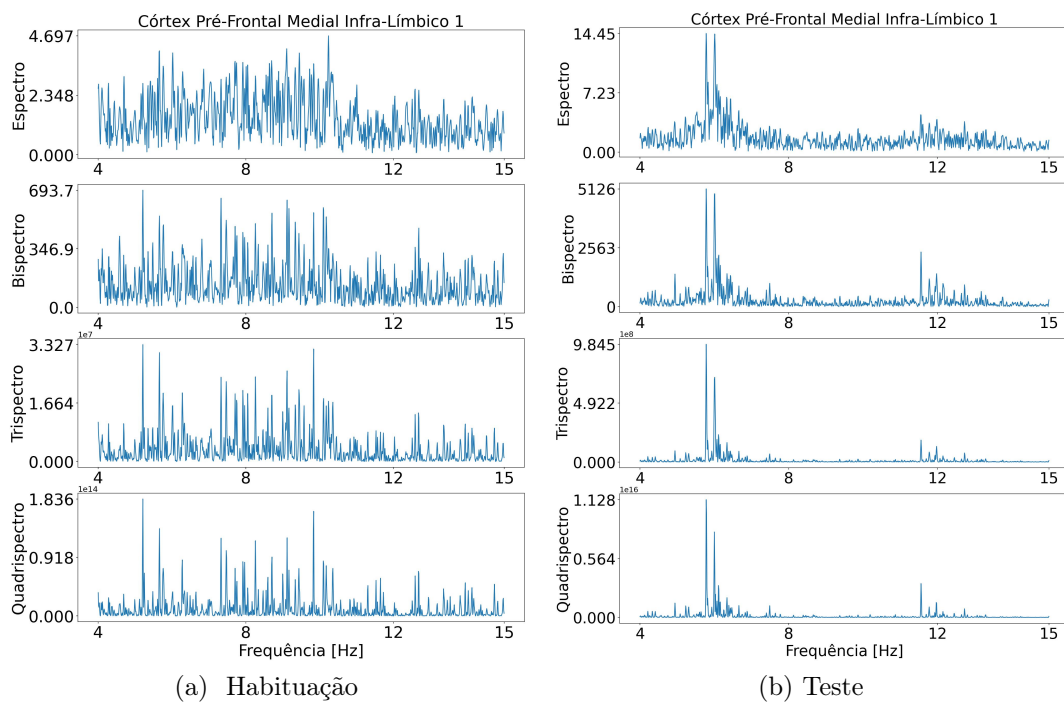 Córtex Pré-Frontal Medial Infra-Límbico 1
4.697
2.348
0.000
Espectro
4 8 12 15
693.7
346.9
0.0
Bispectro
4 8 12 15
1e7
3.327
1.664
0.000
Trispectro
4 8 12 15
1e14
1.836
0.918
0.000
Quadrispectro
4 8 12 15
Frequência [Hz]
(a) Habituação
Córtex Pré-Frontal Medial Infra-Límbico 1
14.45
7.23
0.00
Espectro
4 8 12 15
5126
2563
0
Bispectro
4 8 12 15
1e8
9.845
4.922
0.000
Trispectro
4 8 12 15
1e16
1.128
0.564
0.000
Quadrispectro
4 8 12 15
Frequência [Hz]
(b) Teste